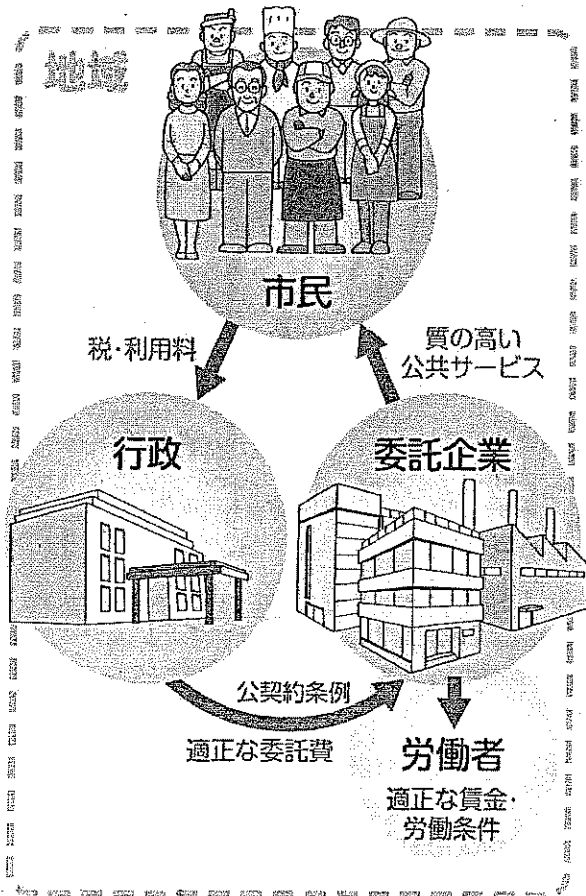 地域
市民
税・利用料
質の高い
公共サービス
行政
委託企業
公契約条例
適正な委託費
労働者
適正な賃金・
労働条件